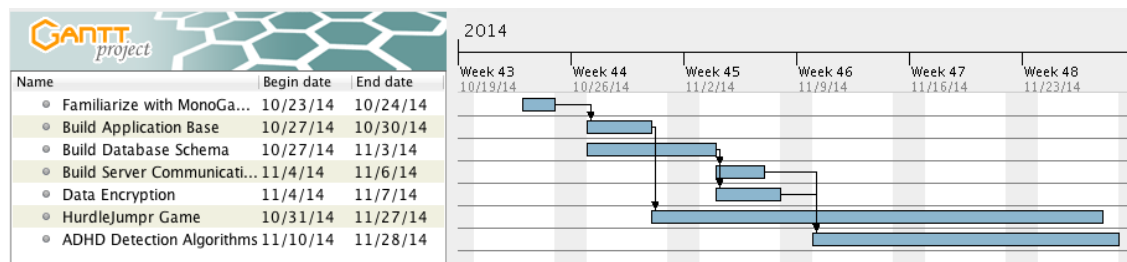 GANTT
project
2014
Week 43 Week 44 Week 45 Week 46 Week 47 Week 48
10/19/14 10/26/14 11/2/14 11/9/14 11/16/14 11/23/14
Name Begin date End date
Familiarize with MonoGa... 10/23/14 10/24/14
Build Application Base 10/27/14 10/30/14
Build Database Schema 10/27/14 11/3/14
Build Server Communicati... 11/4/14 11/6/14
Data Encryption 11/4/14 11/7/14
HurdleJumpr Game 10/31/14 11/27/14
ADHD Detection Algorithms 11/10/14 11/28/14